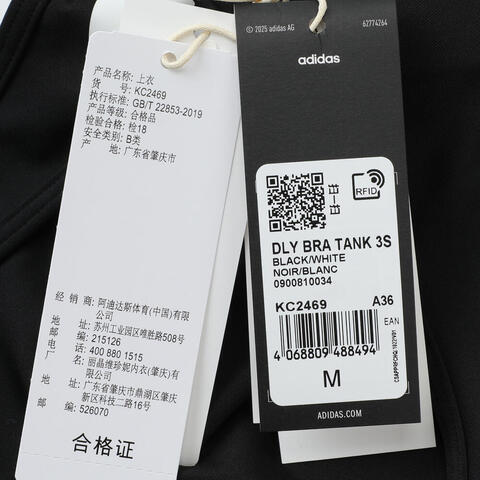 产品名称: 上衣
货 号: KC2469
执行标准: GB/T 22853-2019
产品等级: 合格品
检验合格: 检18
安全类别: B类
产 地: 广东省肇庆市
经 销 商: 阿迪达斯体育(中国)有限公司
地 址: 苏州工业园区唯胜路508号
邮 编: 215126
电 话: 400 880 1515
厂 名: 丽晶维珍妮内衣(肇庆)有限公司
地 址: 广东省肇庆市鼎湖区肇庆新区科技二路16号
邮 编: 526070
合格证
© 2025 adidas AG
62774264
adidas
RFID
DLY BRA TANK 3S
BLACK/WHITE
NOIR/BLANC
0900810034
KC2469 A36
EAN
4 068809 488494
M
ADIDAS.COM